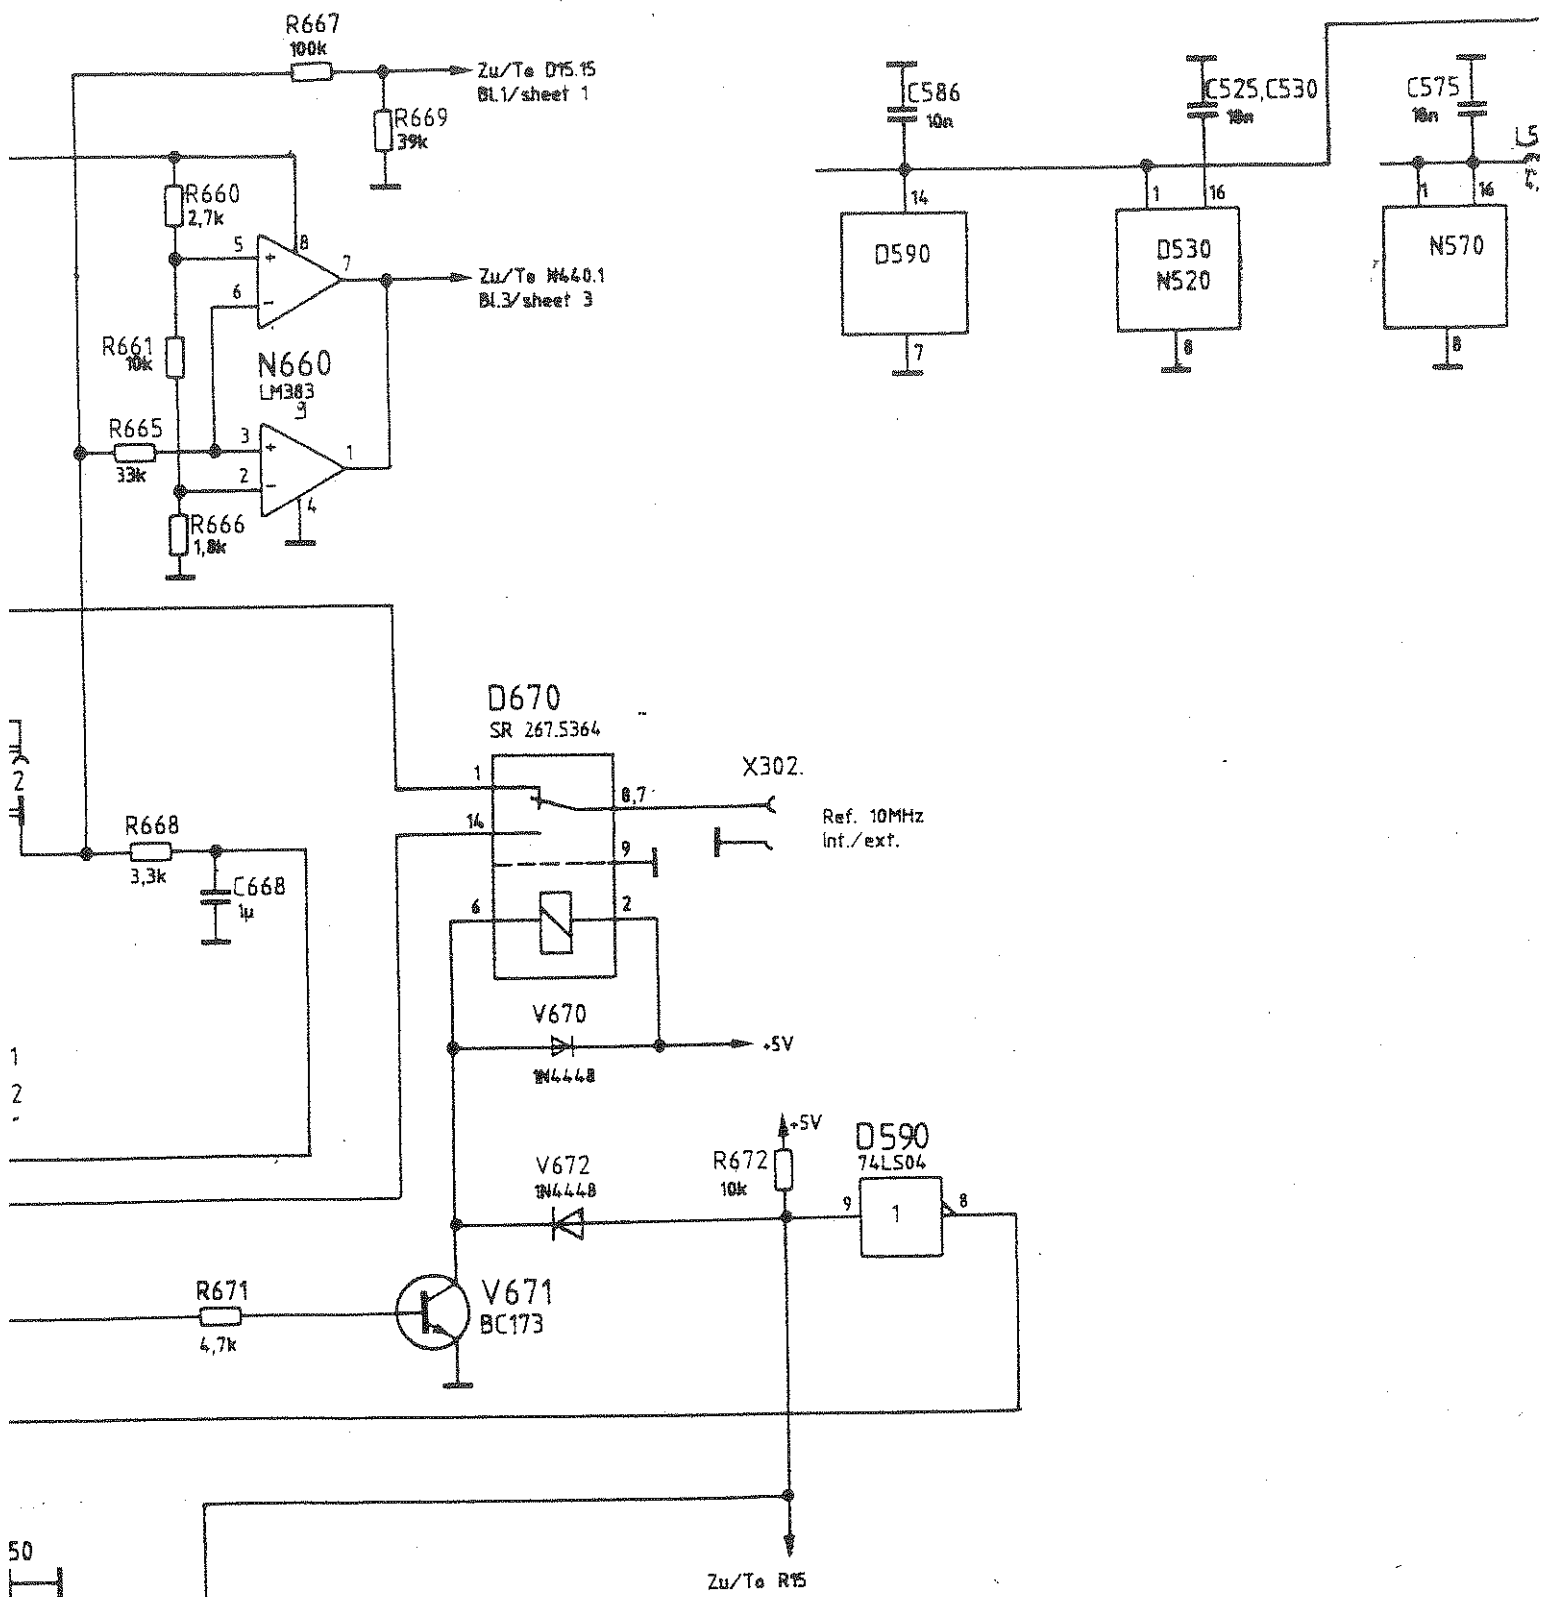 R667
100k
Zu/To D15.15
Bl.1/sheet 1
R669
39k
C586
10n
C525,C530
10n
C575
10n
L5
R660
2,7k
8
5
+
7
6
-
Zu/To N440.1
Bl.3/sheet 3
14
D590
7
1
16
D530
N520
8
1
16
N570
8
R661
10k
N660
LM383
9
R665
33k
3
+
1
2
-
4
R666
1,8k
D670
SR 267.5364
1
8,7
X302.
14
Ref. 10MHz
int./ext.
9
2
R668
3,3k
C668
1µ
6
2
V670
1N4448
+5V
1
2
+5V
V672
1N4448
R672
10k
D590
74LS04
9
1
8
R671
4,7k
V671
BC173
50
Zu/To R15